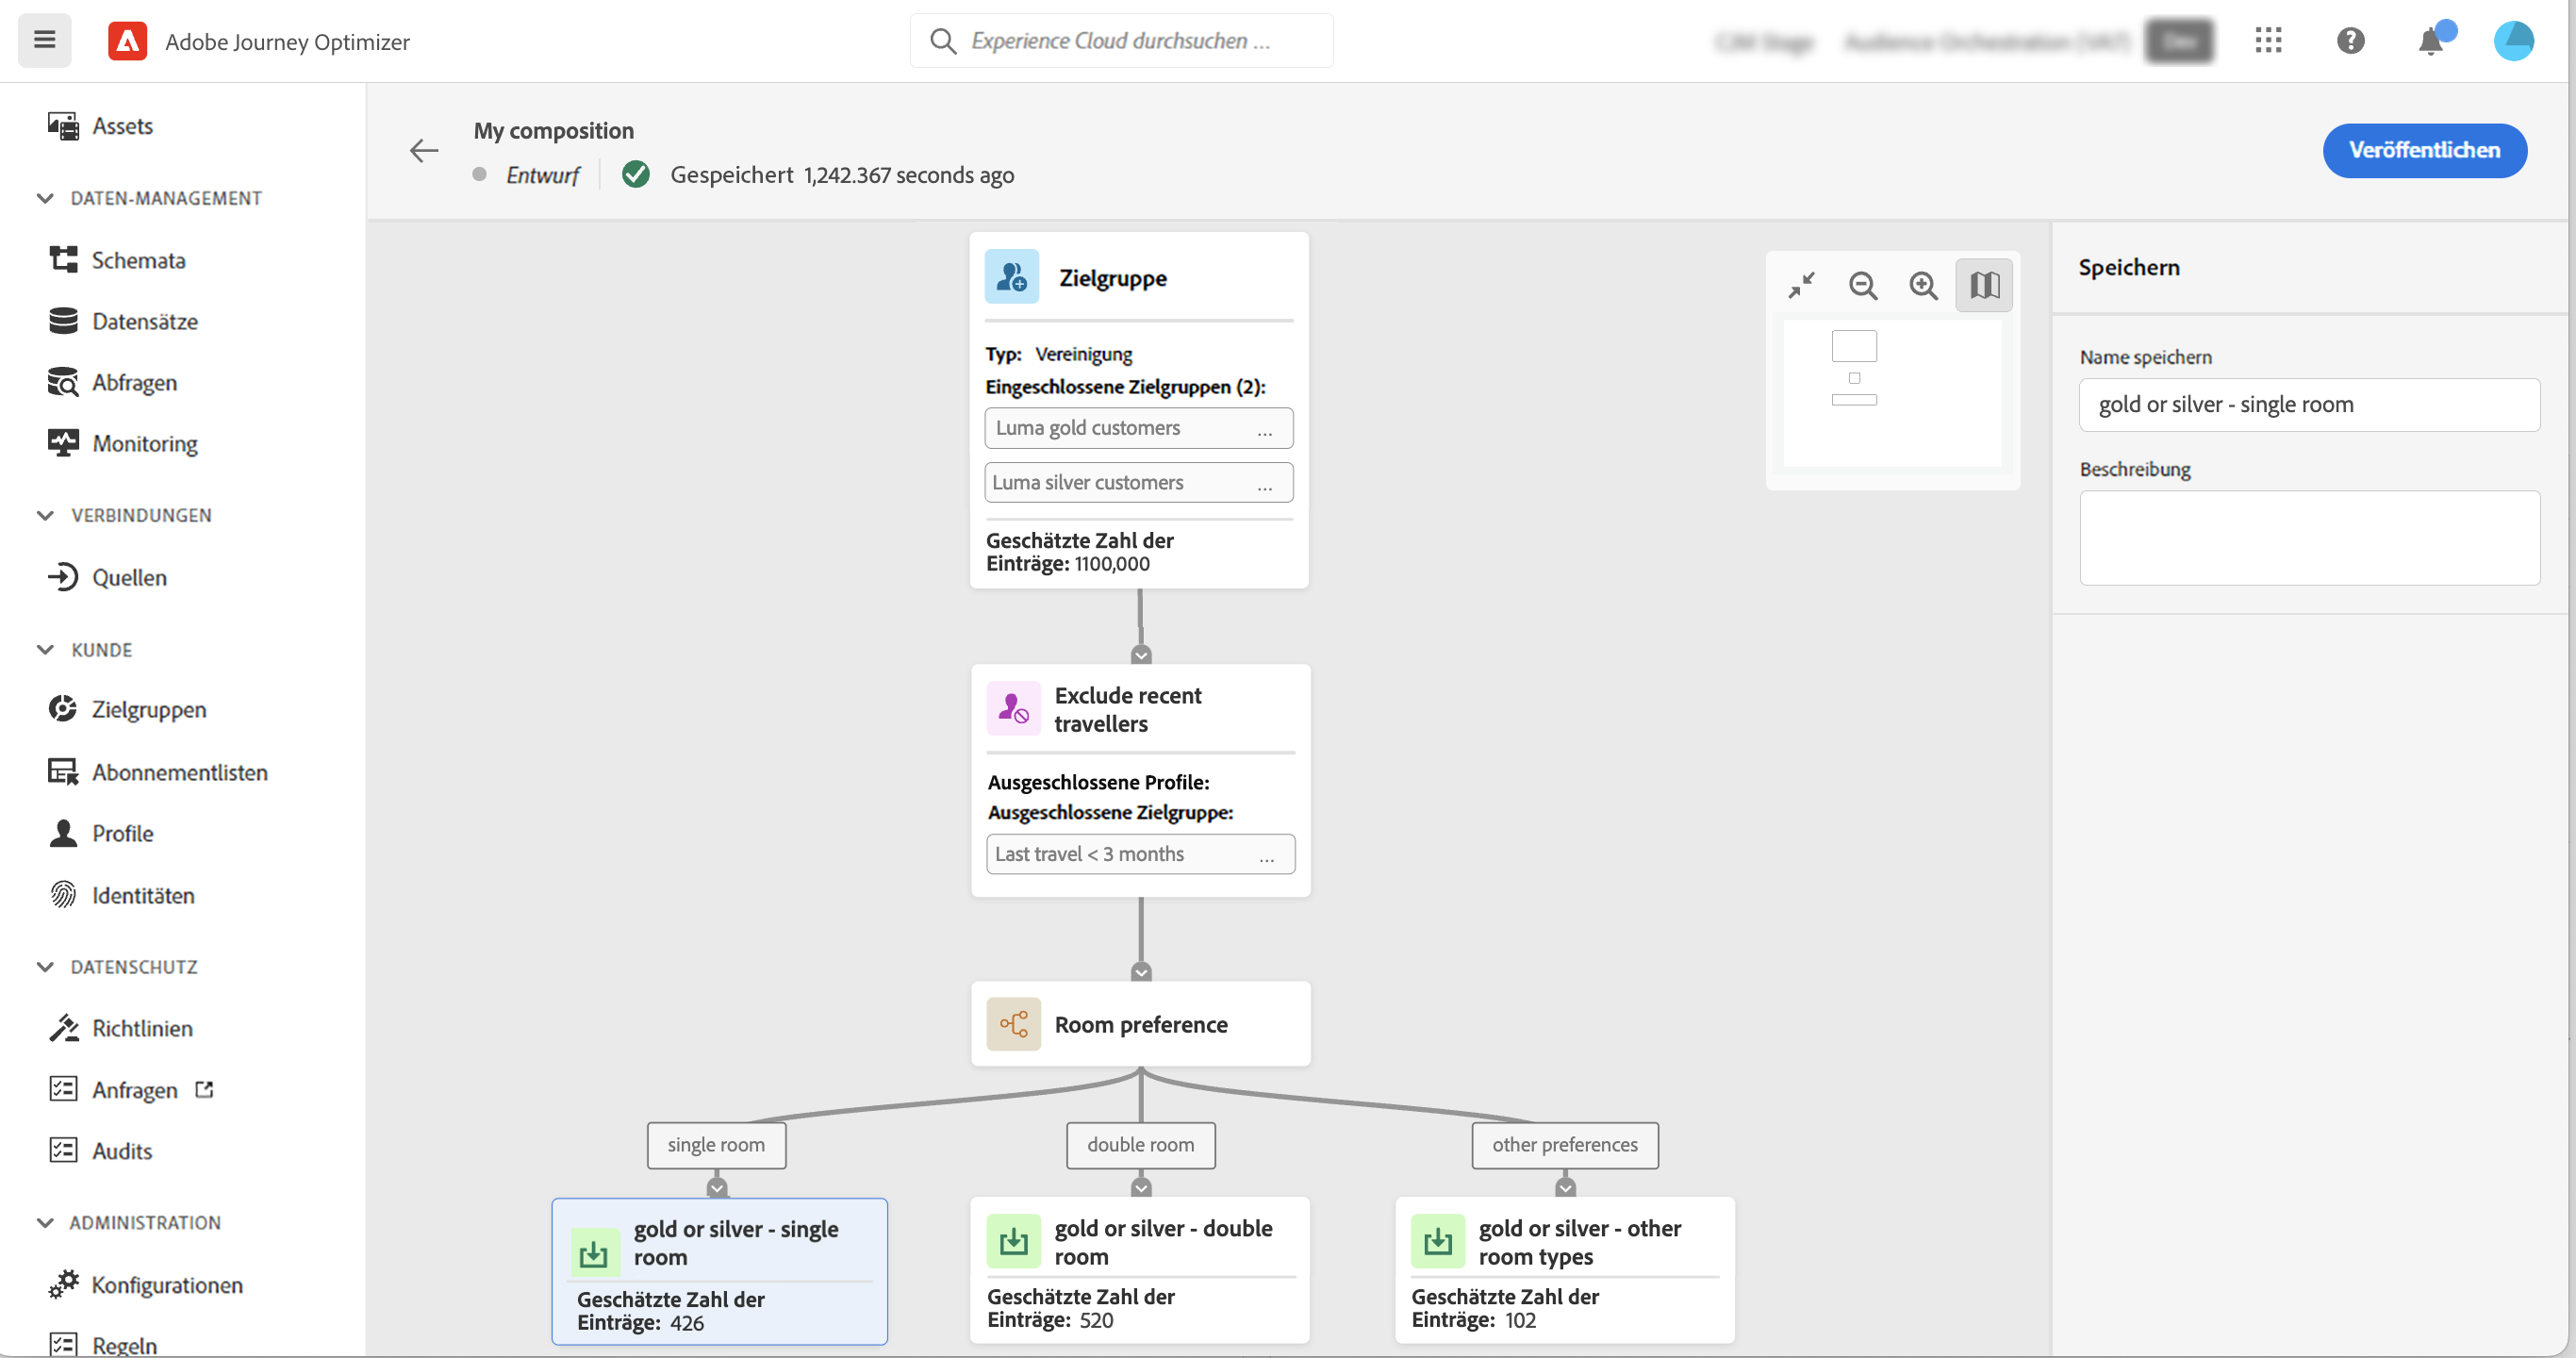 Adobe Journey Optimizer
Experience Cloud durchsuchen ...
Assets
DATEN-MANAGEMENT
Schemata
Datensätze
Abfragen
Monitoring
VERBINDUNGEN
Quellen
KUNDE
Zielgruppen
Abonnementlisten
Profile
Identitäten
DATENSCHUTZ
Richtlinien
Anfragen
Audits
ADMINISTRATION
Konfigurationen
Regeln
My composition
Entwurf
Gespeichert 1,242.367 seconds ago
Veröffentlichen
Zielgruppe
Typ: Vereinigung
Eingeschlossene Zielgruppen (2):
Luma gold customers ...
Luma silver customers ...
Geschätzte Zahl der
Einträge: 1100,000
Exclude recent
travellers
Ausgeschlossene Profile:
Ausgeschlossene Zielgruppe:
Last travel < 3 months ...
Room preference
single room
double room
other preferences
gold or silver - single
room
Geschätzte Zahl der
Einträge: 426
gold or silver - double
room
Geschätzte Zahl der
Einträge: 520
gold or silver - other
room types
Geschätzte Zahl der
Einträge: 102
Speichern
Name speichern
gold or silver - single room
Beschreibung